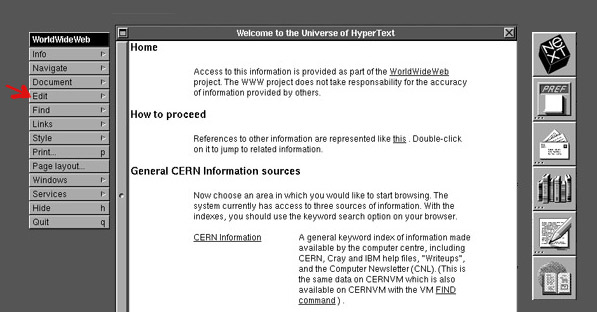 WorldWideWeb
Info
Navigate
Document
Edit
Find
Links
Style
Print... p
Page layout...
Windows
Services
Hide h
Quit q
Welcome to the Universe of HyperText
Home
Access to this information is provided as part of the WorldWideWeb
project. The WWW project does not take responsibility for the accuracy
of information provided by others.
How to proceed
References to other information are represented like this . Double-click
on it to jump to related information.
General CERN Information sources
Now choose an area in which you would like to start browsing. The
system currently has access to three sources of information. With the
indexes, you should use the keyword search option on your browser.
CERN Information
A general keyword index of information made
available by the computer centre, including
CERN, Cray and IBM help files, "Writeups",
and the Computer Newsletter (CNL). (This is
the same data on CERNVM which is also
available on CERNVM with the VM FIND
command ) .
NeXT
PREF